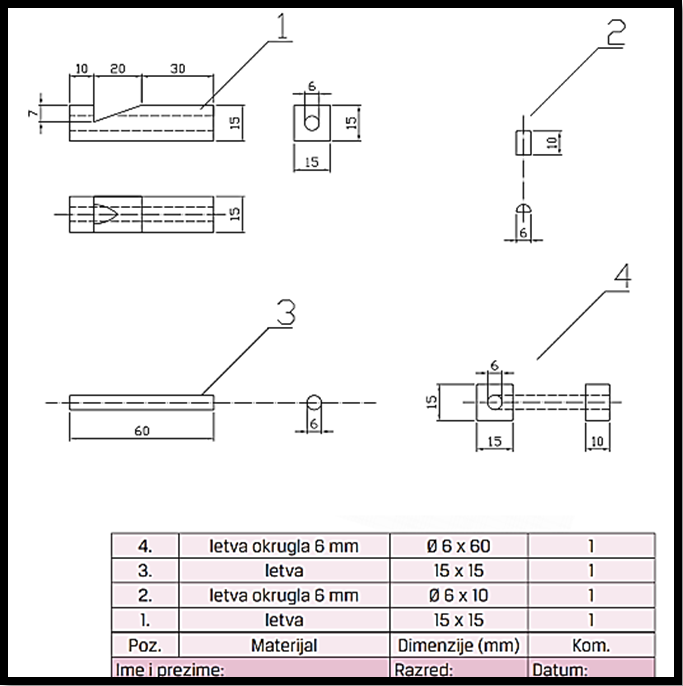 1
2
10 20 30
6
7
15
15
10
15
15
6
3
4
6
15
6
60
15
10
4. letva okrugla 6 mm Ø 6 x 60 1
3. letva 15 x 15 1
2. letva okrugla 6 mm Ø 6 x 10 1
1. letva 15 x 15 1
Poz. Materijal Dimenzije (mm) Kom.
Ime i prezime: Razred: Datum: